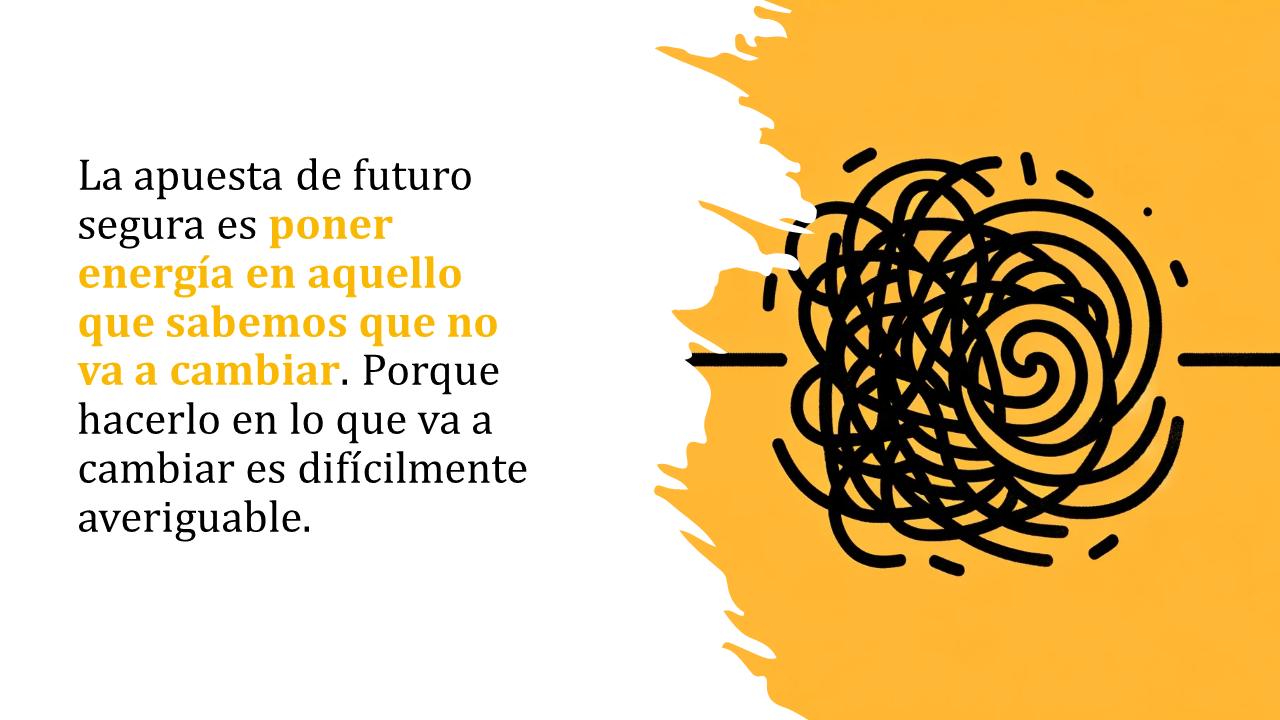 La apuesta de futuro
segura es poner
energía en aquello
que sabemos que no
va a cambiar. Porque
hacerlo en lo que va a
cambiar es difícilmente
averiguable.